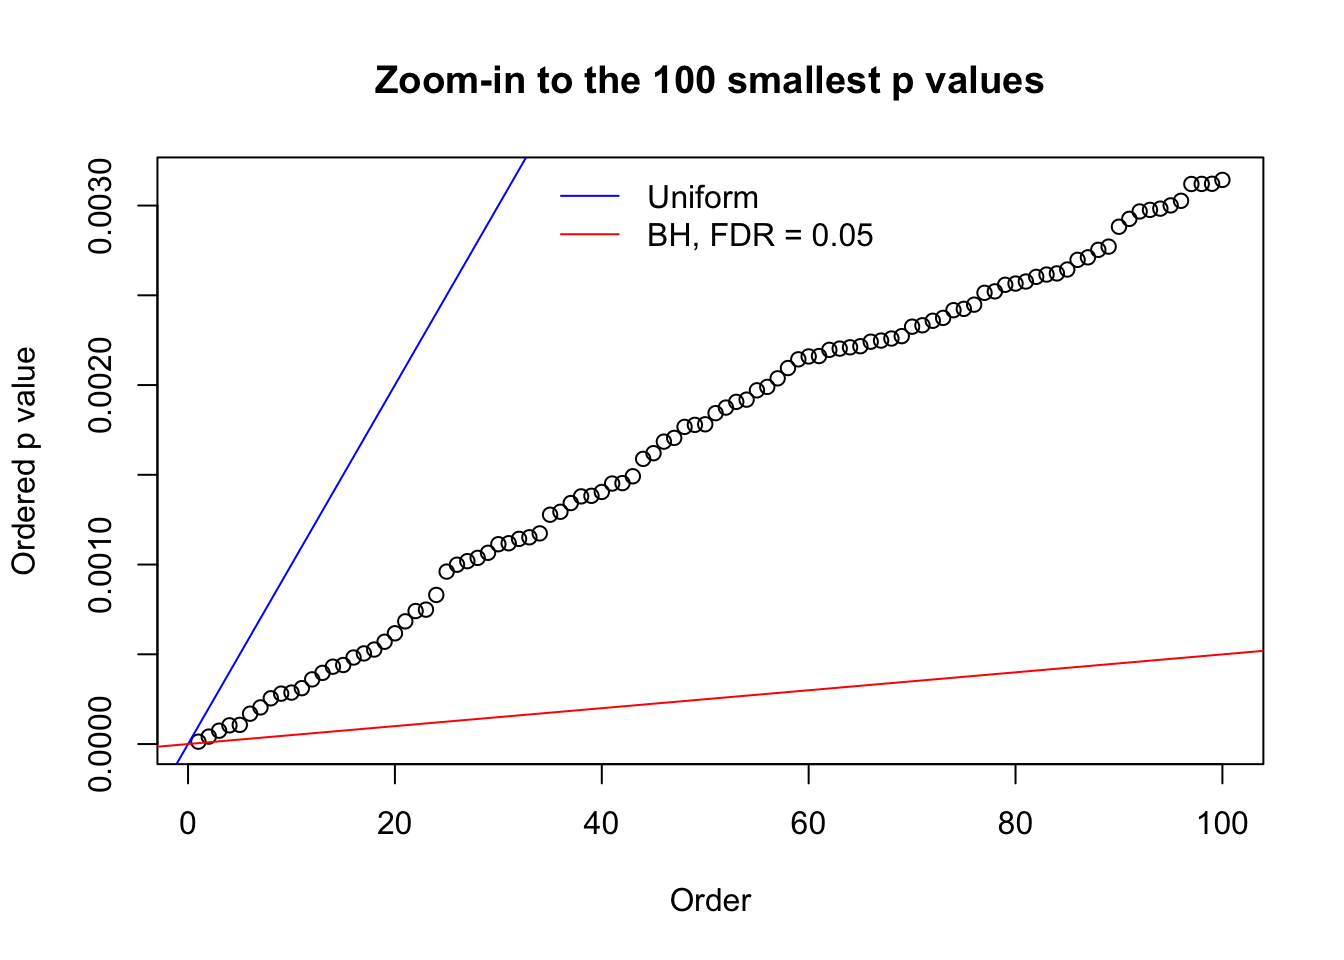 Zoom-in to the 100 smallest p values
Uniform
BH, FDR = 0.05
Ordered p value
0.0030
0.0020
0.0010
0.0000
0 20 40 60 80 100
Order